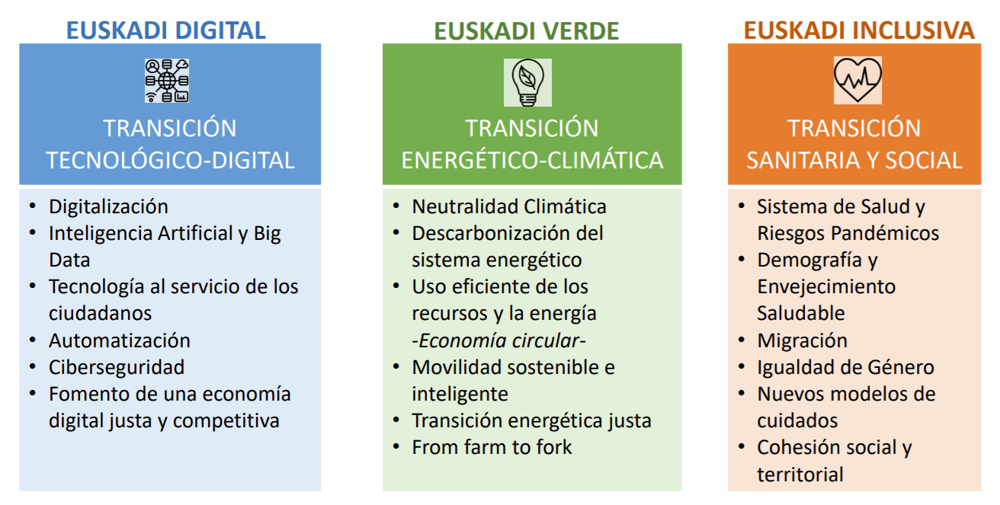 EUSKADI DIGITAL
TRANSICIÓN
TECNOLÓGICO-DIGITAL
• Digitalización
• Inteligencia Artificial y Big
Data
• Tecnología al servicio de los
ciudadanos
• Automatización
• Ciberseguridad
• Fomento de una economía
digital justa y competitiva
EUSKADI VERDE
TRANSICIÓN
ENERGÉTICO-CLIMÁTICA
• Neutralidad Climática
• Descarbonización del
sistema energético
• Uso eficiente de los
recursos y la energía
-Economía circular-
• Movilidad sostenible e
inteligente
• Transición energética justa
• From farm to fork
EUSKADI INCLUSIVA
TRANSICIÓN
SANITARIA Y SOCIAL
• Sistema de Salud y
Riesgos Pandémicos
• Demografía y
Envejecimiento
Saludable
• Migración
• Igualdad de Género
• Nuevos modelos de
cuidados
• Cohesión social y
territorial